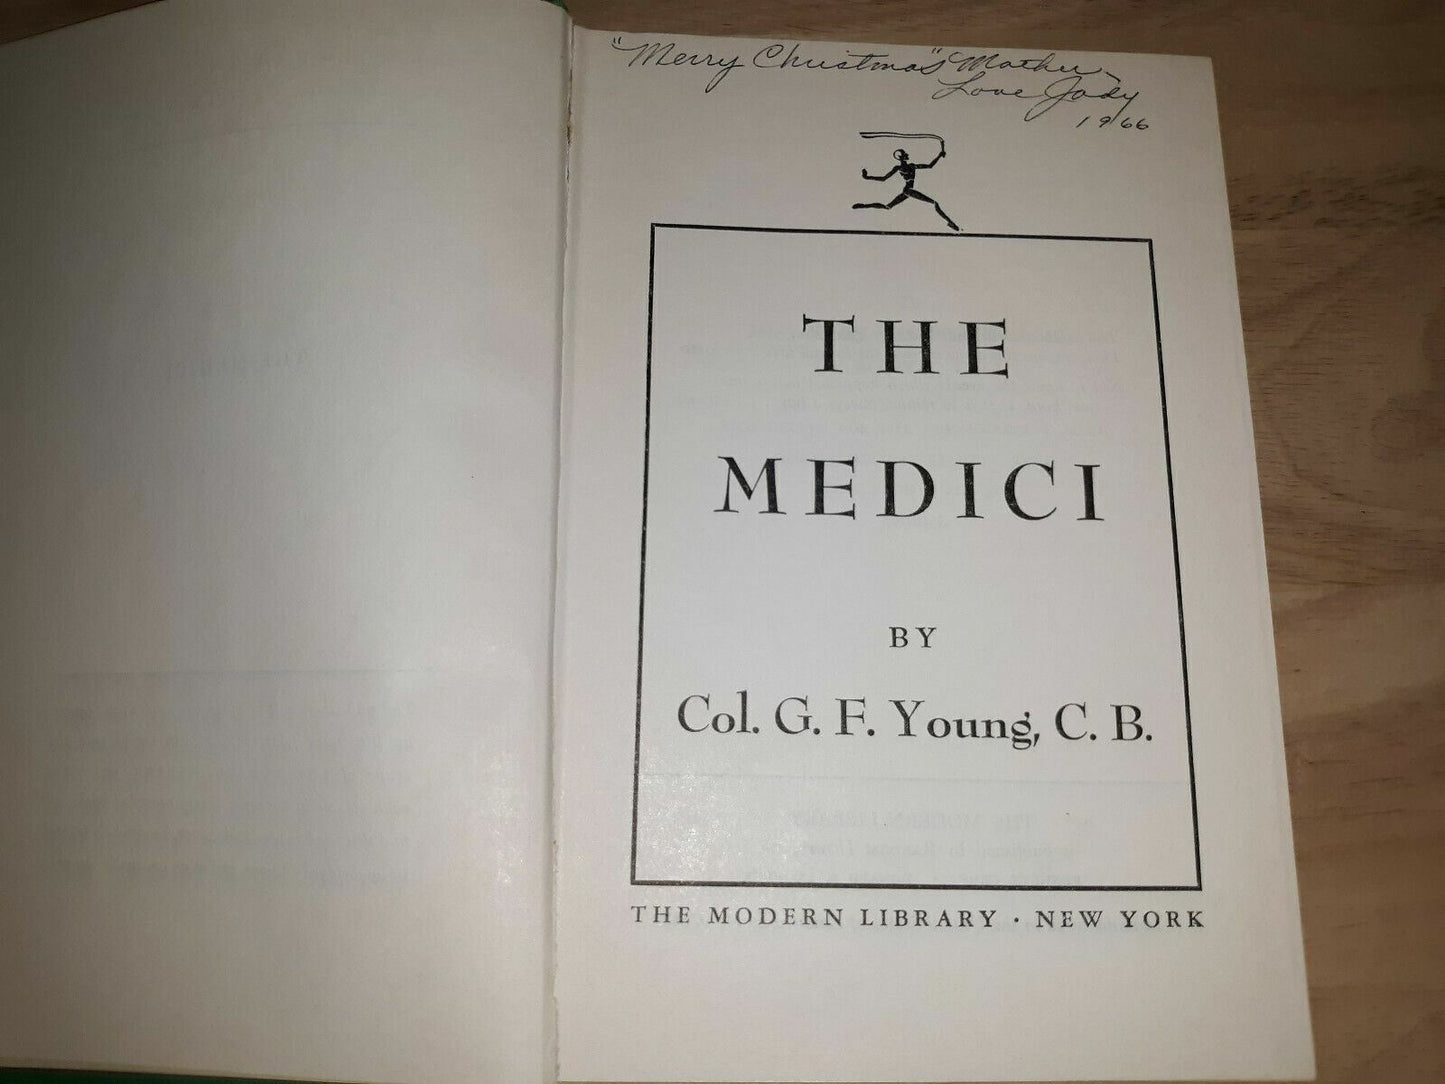 "Merry Christmas" Mother
Love Jody
1966
THE
MEDICI
BY
Col. G. F. Young, C. B.
THE MODERN LIBRARY · NEW YORK